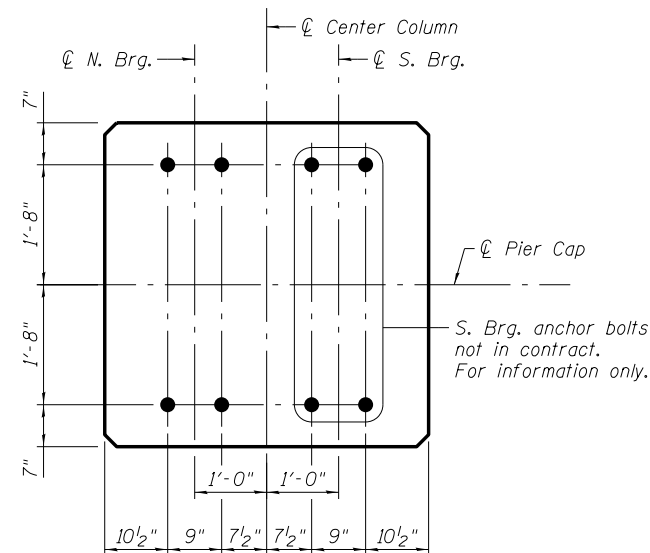 ℄ Center Column
℄ N. Brg.
℄ S. Brg.
7"
1'-8"
℄ Pier Cap
1'-8"
S. Brg. anchor bolts
not in contract.
For information only.
7"
1'-0" 1'-0"
10½" 9" 7½" 7½" 9" 10½"